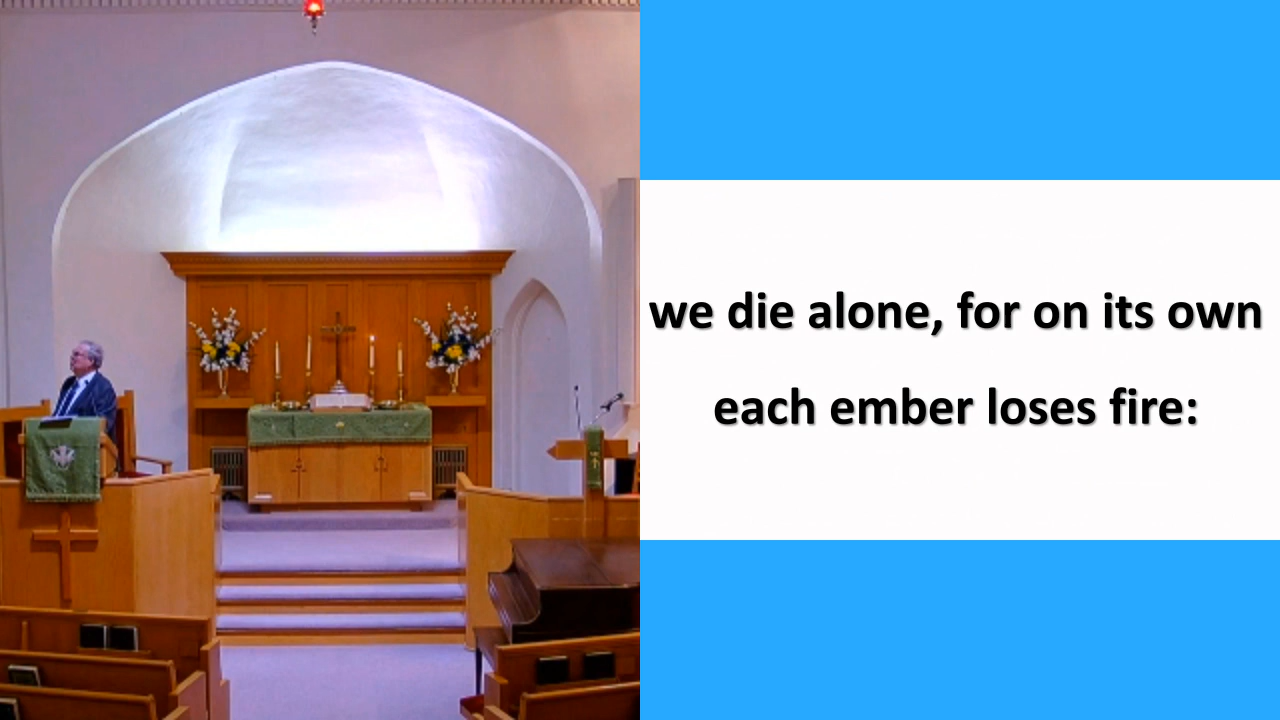 we die alone, for on its own
each ember loses fire: